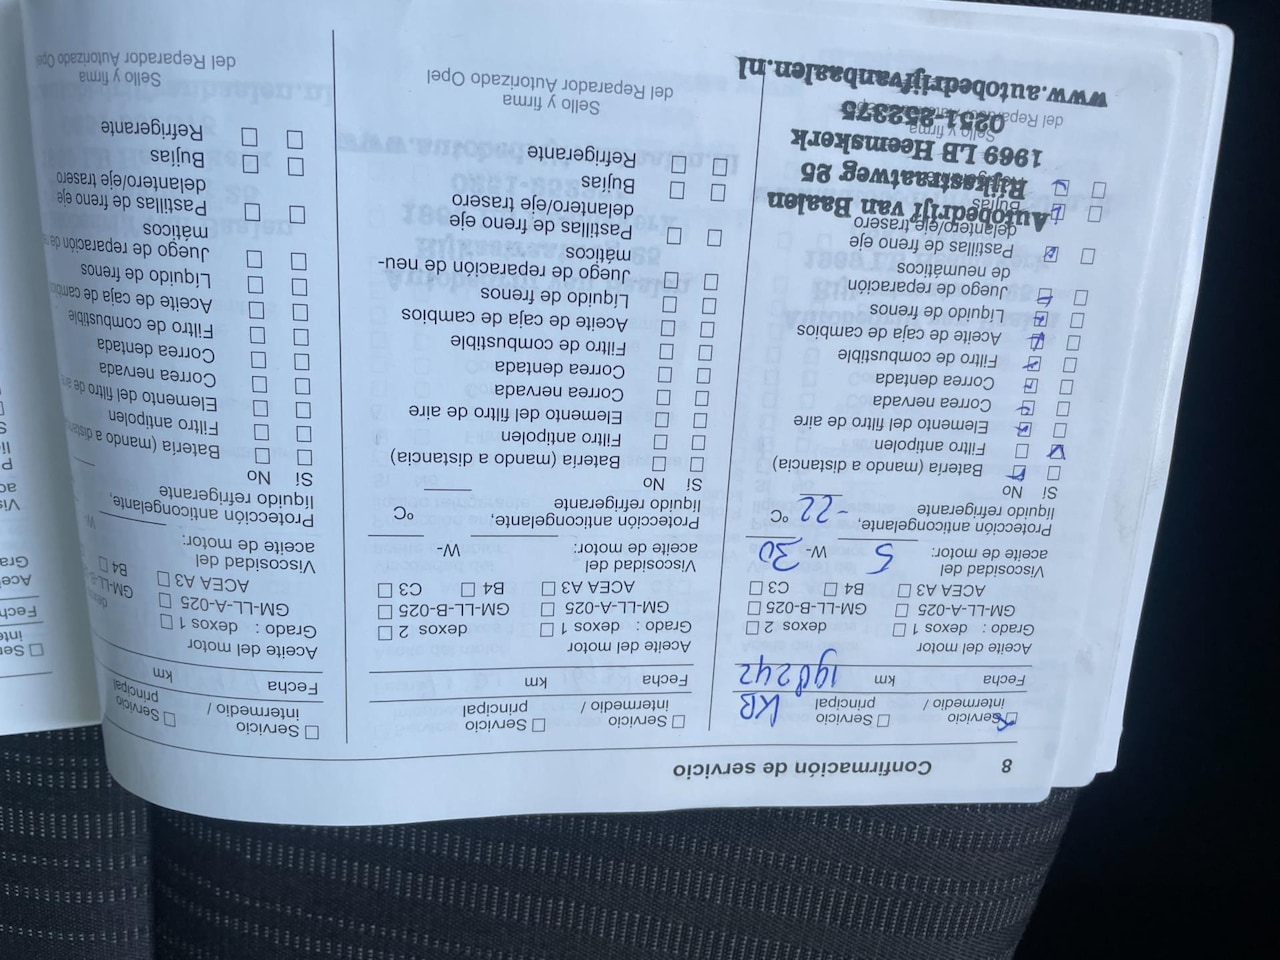 8 Confirmación de servicio
Servicio
intermedio /
Servicio
principal
KB
Fecha
km
198242
Aceite del motor
Grado : dexos 1 dexos 2
GM-LL-A-025 GM-LL-B-025
ACEA A3 B4 C3
Viscosidad del
aceite de motor: 5 W- 30
Protección anticongelante,
líquido refrigerante -22 °C
Sí No
Batería (mando a distancia)
Filtro antipolen
Elemento del filtro de aire
Correa nervada
Correa dentada
Filtro de combustible
Aceite de caja de cambios
Líquido de frenos
Juego de reparación
de neumáticos
Pastillas de freno eje
delantero/eje trasero
Bujías
Autobedrijf van Baalen
Rijksstraatweg 25
1969 LB Heemskerk
0251-252375
www.autobedrijfvanbaalen.nl
Sello y firma
del Reparador Autorizado
Servicio
intermedio /
Servicio
principal
Fecha
km
Aceite del motor
Grado : dexos 1 dexos 2
GM-LL-A-025 GM-LL-B-025
ACEA A3 B4 C3
Viscosidad del
aceite de motor: W-
Protección anticongelante,
líquido refrigerante °C
Sí No
Batería (mando a distancia)
Filtro antipolen
Elemento del filtro de aire
Correa nervada
Correa dentada
Filtro de combustible
Aceite de caja de cambios
Líquido de frenos
Juego de reparación de neu-
máticos
Pastillas de freno eje
delantero/eje trasero
Bujías
Refrigerante
Sello y firma
del Reparador Autorizado Opel
Servicio
intermedio /
Servicio
principal
Fecha
km
Aceite del motor
Grado : dexos 1
GM-LL-A-025 GM-LL-B
ACEA A3 B4
Viscosidad del
aceite de motor: W-
Protección anticongelante,
líquido refrigerante
Sí No
Batería (mando a distancia
Filtro antipolen
Elemento del filtro de aire
Correa nervada
Correa dentada
Filtro de combustible
Aceite de caja de cambios
Líquido de frenos
Juego de reparación de
máticos
Pastillas de freno eje
delantero/eje trasero
Bujías
Refrigerante
Sello y firma
del Reparador Autorizado Opel